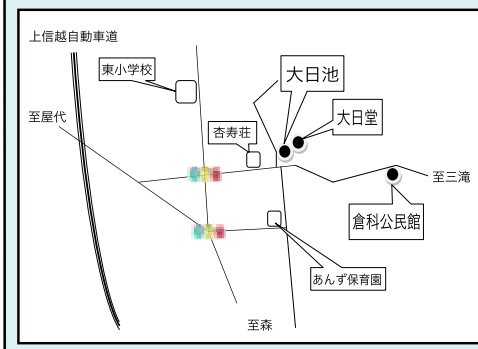 上信越自動車道
東小学校
大日池
大日堂
至屋代
杏寿荘
至三滝
倉科公民館
あんず保育園
至森